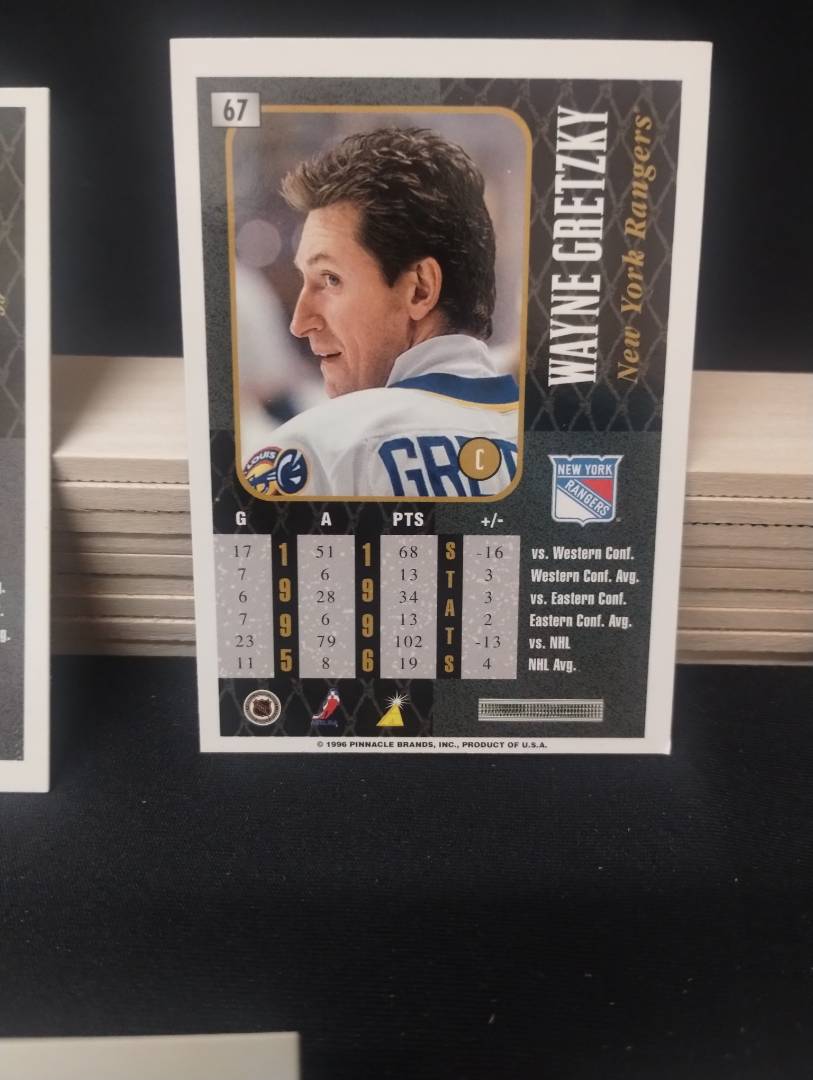 67
WAYNE GRETZKY
New York Rangers
LOUIS
GRET
C
NEW YORK
RANGERS
G A PTS +/-
1995 1996 STATS
17 51 68 -16 vs. Western Conf.
7 6 13 3 Western Conf. Avg.
6 28 34 3 vs. Eastern Conf.
7 6 13 2 Eastern Conf. Avg.
23 79 102 -13 vs. NHL
11 8 19 4 NHL Avg.
© 1996 PINNACLE BRANDS, INC., PRODUCT OF U.S.A.